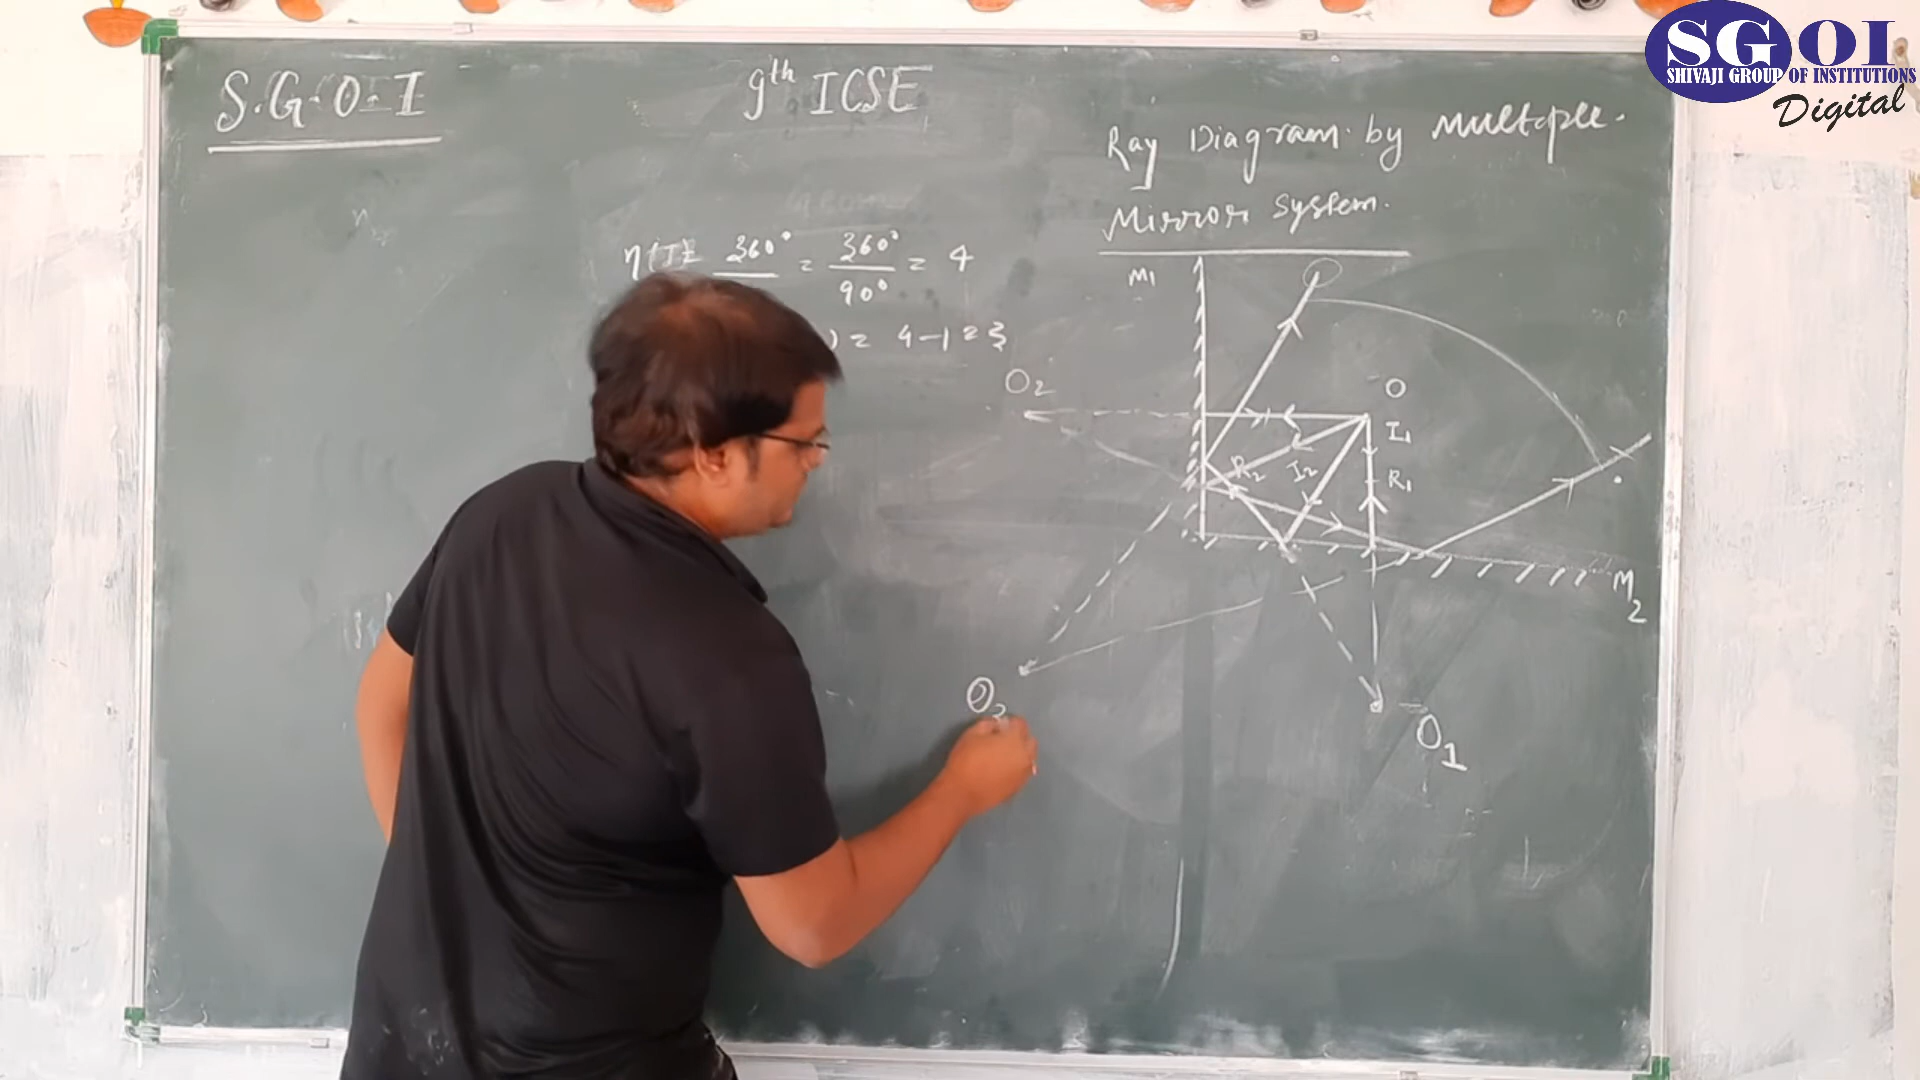 S.G.O.I
9th ICSE
SGOI
SHIVAJI GROUP OF INSTITUTIONS
Digital
Ray Diagram by Multiple.
Mirror System.
η(I) = 360° = 360° = 4
90°
) = 4-1=3
M1
O2
O
I1
R2
I2
R1
M2
O3
O1